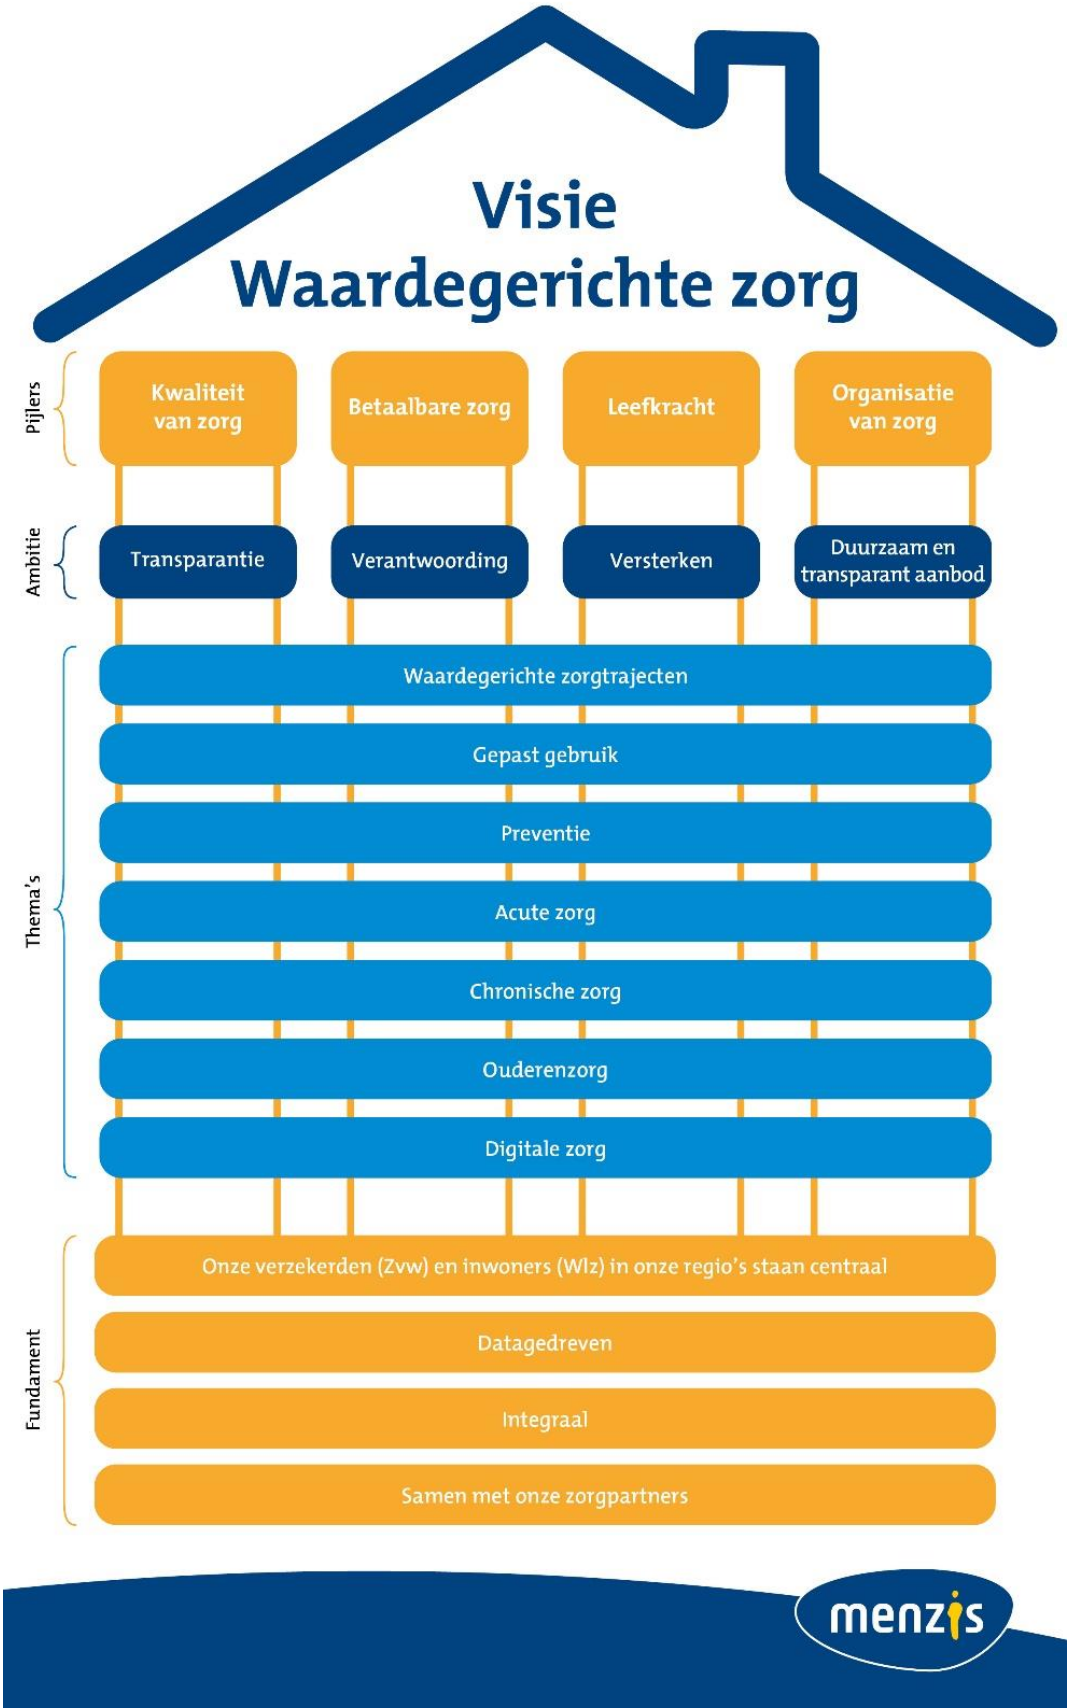 Visie
Waardegerichte zorg
Pijlers
Kwaliteit
van zorg
Betaalbare zorg
Leefkracht
Organisatie
van zorg
Ambitie
Transparantie
Verantwoording
Versterken
Duurzaam en
transparant aanbod
Thema's
Waardegerichte zorgtrajecten
Gepast gebruik
Preventie
Acute zorg
Chronische zorg
Ouderenzorg
Digitale zorg
Fundament
Onze verzekerden (Zvw) en inwoners (Wlz) in onze regio's staan centraal
Datagedreven
Integraal
Samen met onze zorgpartners
menzis